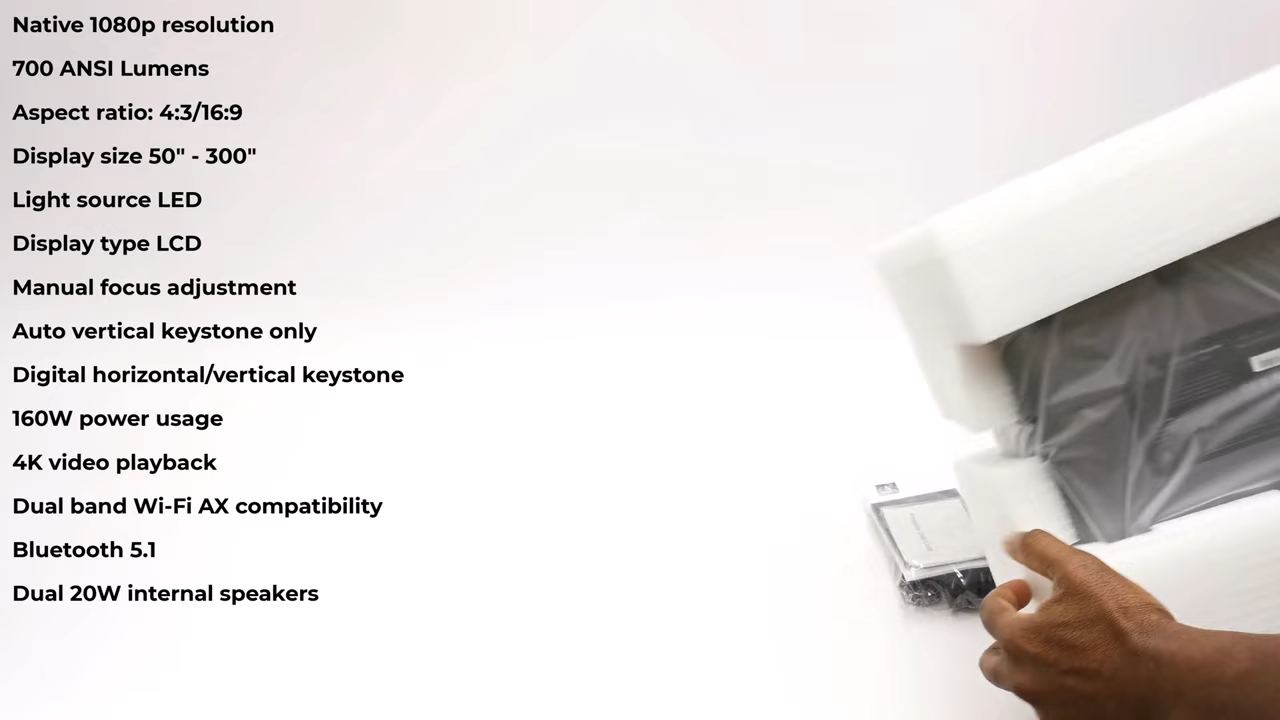 Native 1080p resolution
700 ANSI Lumens
Aspect ratio: 4:3/16:9
Display size 50" - 300"
Light source LED
Display type LCD
Manual focus adjustment
Auto vertical keystone only
Digital horizontal/vertical keystone
160W power usage
4K video playback
Dual band Wi-Fi AX compatibility
Bluetooth 5.1
Dual 20W internal speakers